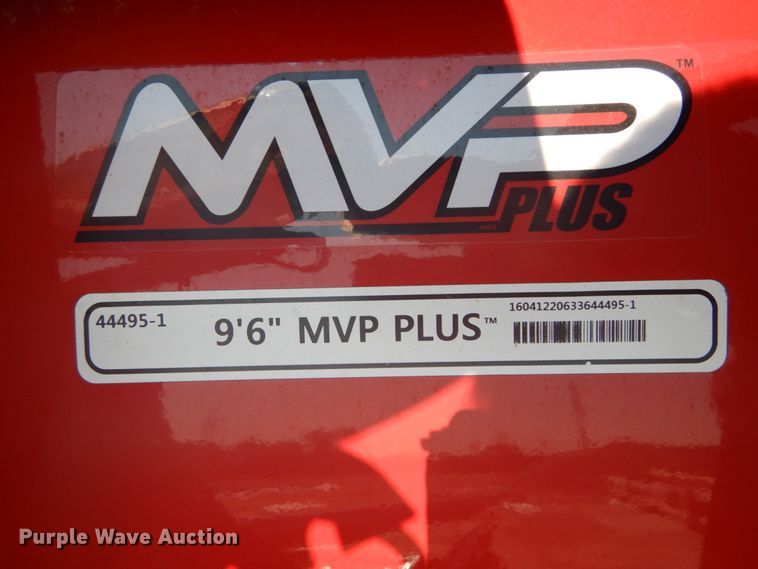 MVP™
PLUS
44495-1
9'6" MVP PLUS™
16041220633644495-1
Purple Wave Auction